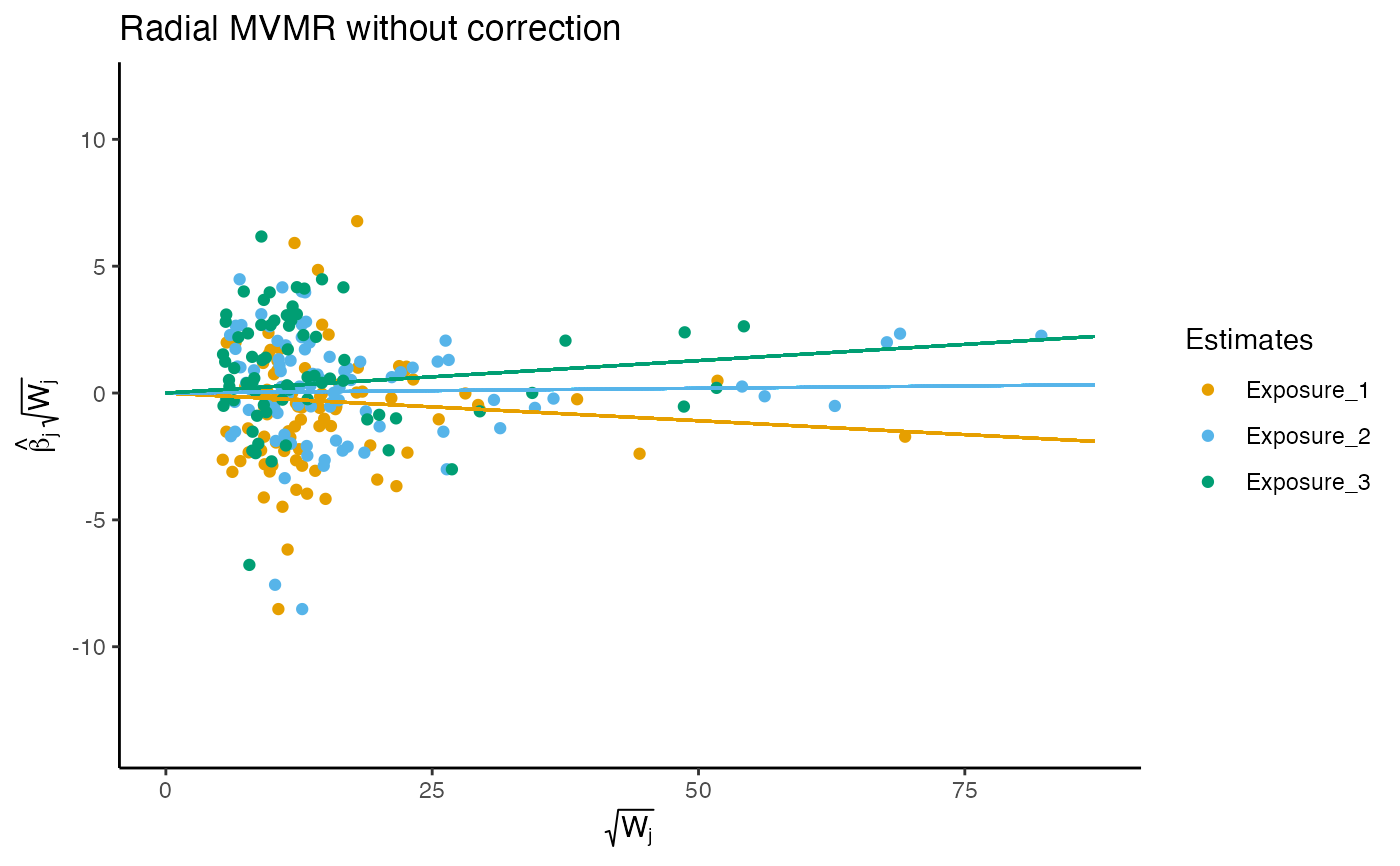 Radial MVMR without correction
10
5
0
-5
-10
β̂j√Wj
0
25
50
75
√Wj
Estimates
Exposure_1
Exposure_2
Exposure_3